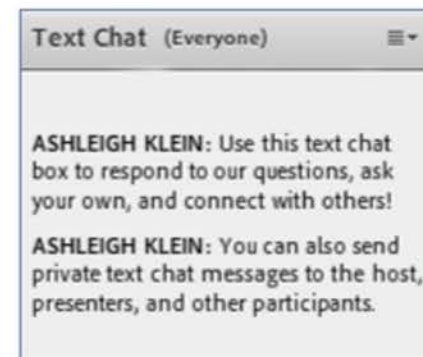 Text Chat (Everyone)
ASHLEIGH KLEIN: Use this text chat
box to respond to our questions, ask
your own, and connect with others!
ASHLEIGH KLEIN: You can also send
private text chat messages to the host,
presenters, and other participants.